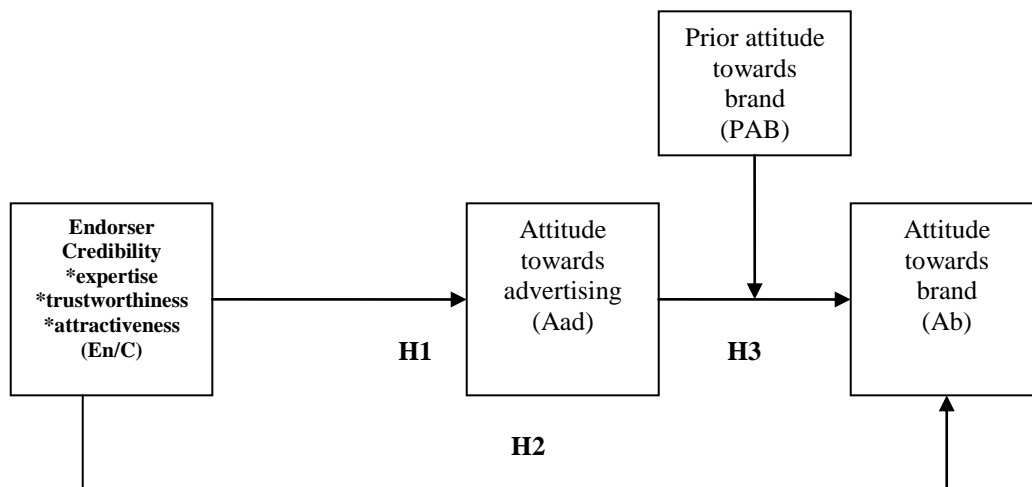 Prior attitude
towards
brand
(PAB)
Endorser
Credibility
*expertise
*trustworthiness
*attractiveness
(En/C)
Attitude
towards
advertising
(Aad)
Attitude
towards
brand
(Ab)
H1
H3
H2